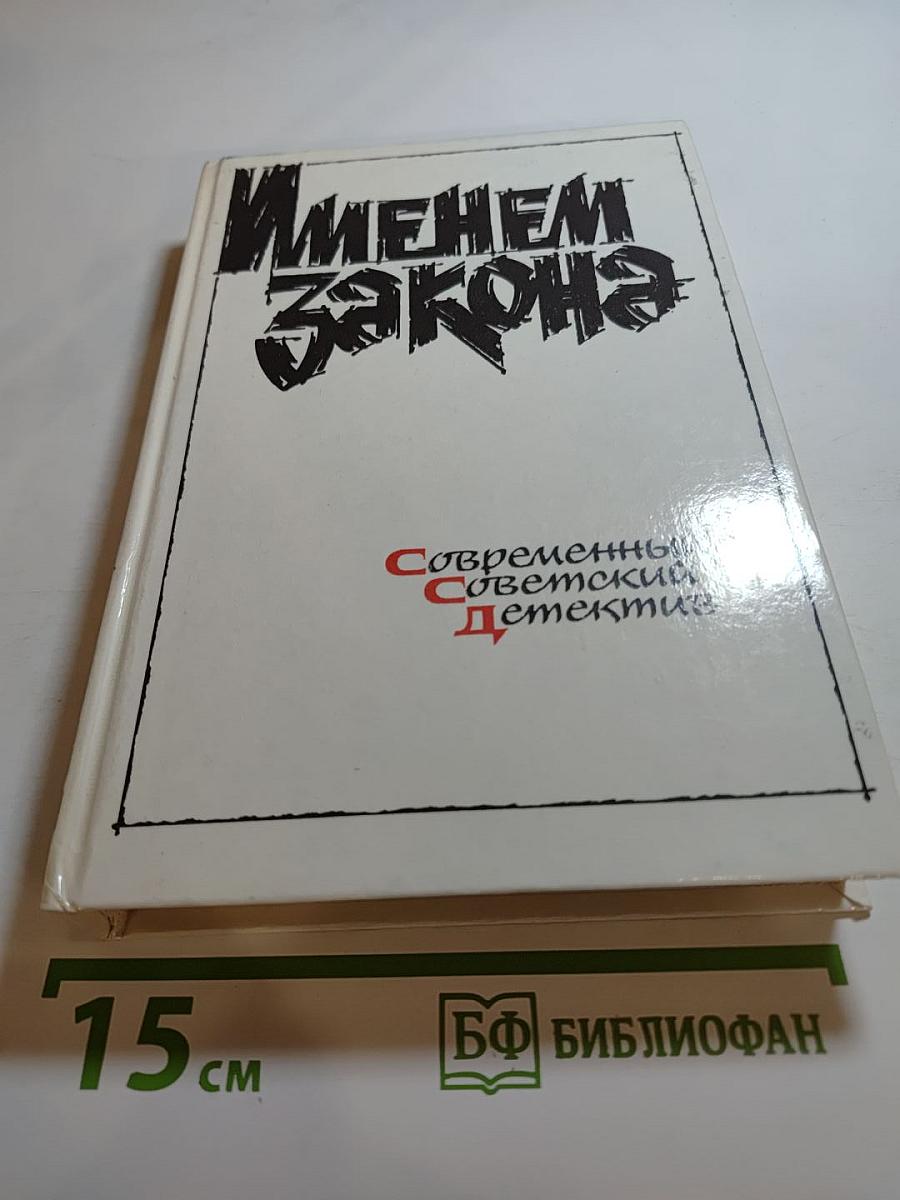 Именем
закона
Современный
Советский
Детектив
15 см
БФ БИБЛИОФАН